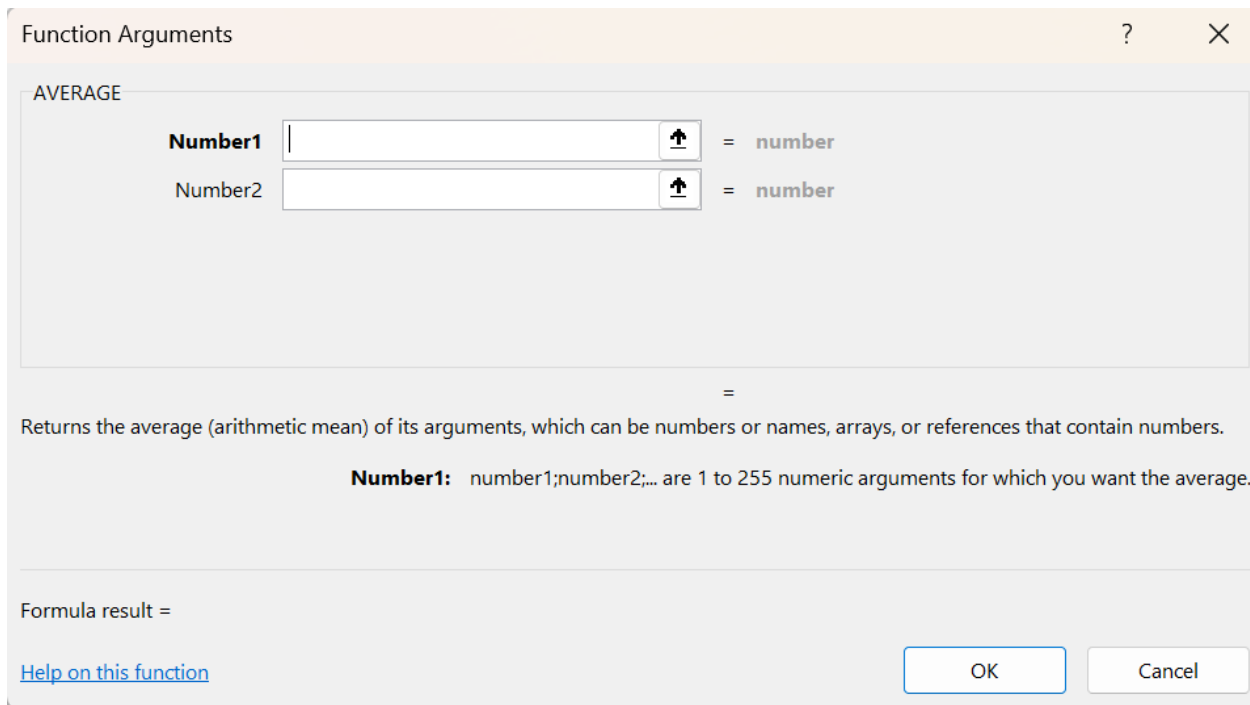 Function Arguments ?
AVERAGE
Number1 = number
Number2 = number
=
Returns the average (arithmetic mean) of its arguments, which can be numbers or names, arrays, or references that contain numbers.
Number1: number1;number2;... are 1 to 255 numeric arguments for which you want the average.
Formula result =
Help on this function OK Cancel